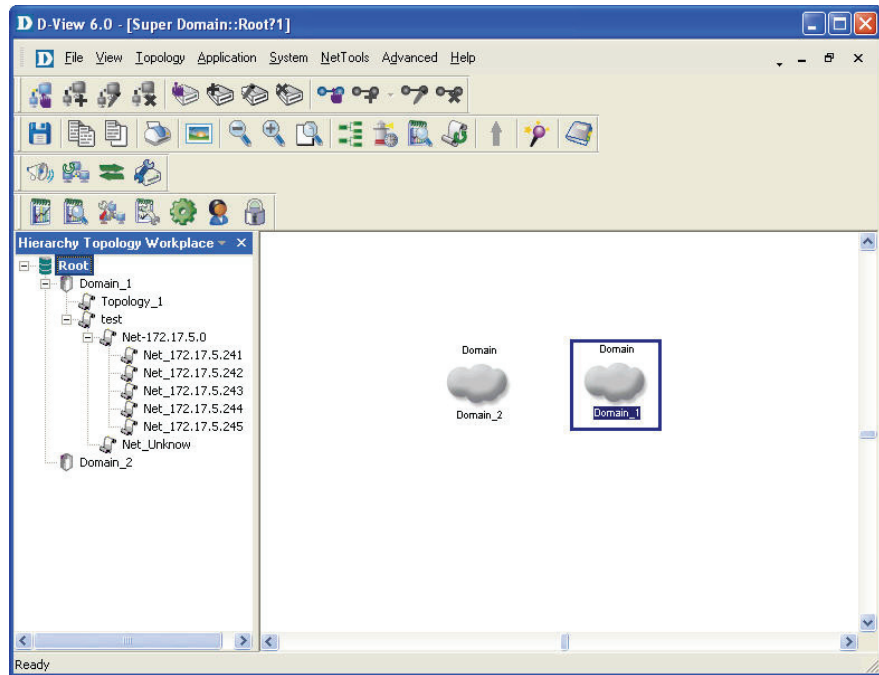 D-View 6.0 - [Super Domain::Root?1]
File View Topology Application System NetTools Advanced Help
Hierarchy Topology Workplace
Root
Domain_1
Topology_1
test
Net-172.17.5.0
Net_172.17.5.241
Net_172.17.5.242
Net_172.17.5.243
Net_172.17.5.244
Net_172.17.5.245
Net_Unknow
Domain_2
Domain
Domain_2
Domain
Domain_1
Ready